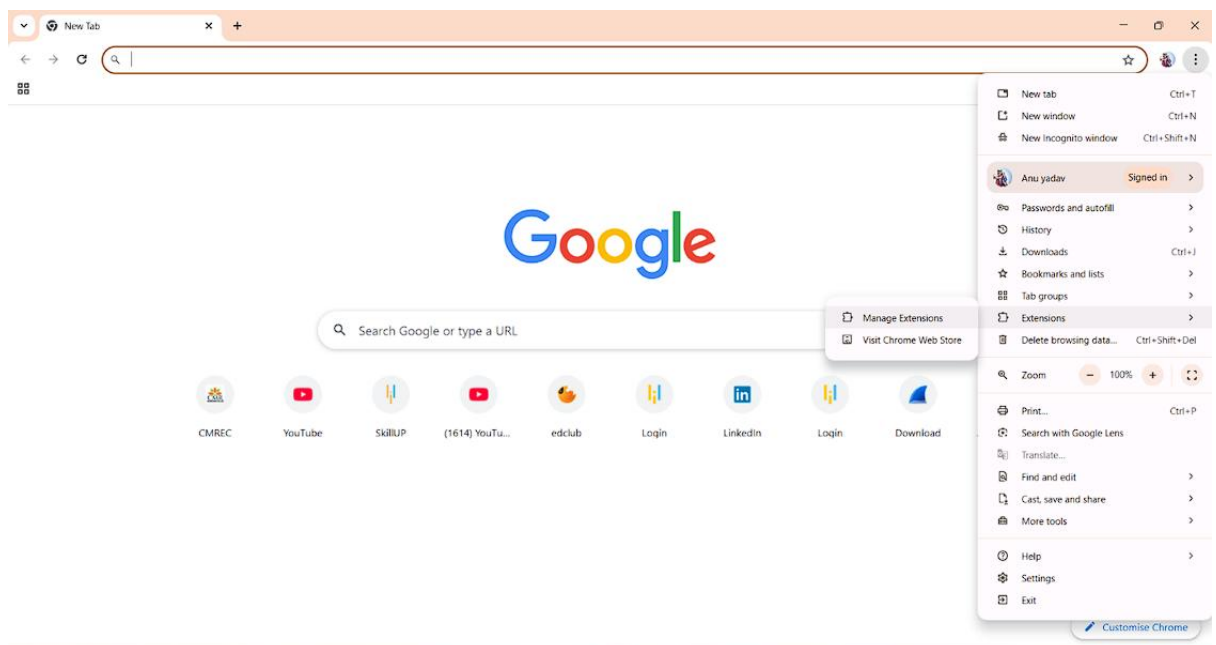 New Tab
New tab Ctrl+T
New window Ctrl+N
New Incognito window Ctrl+Shift+N
Anu yadav Signed in
Passwords and autofill
History
Downloads Ctrl+J
Bookmarks and lists
Tab groups
Extensions
Delete browsing data... Ctrl+Shift+Del
Zoom - 100% +
Print... Ctrl+P
Search with Google Lens
Translate...
Find and edit
Cast, save and share
More tools
Help
Settings
Exit
Manage Extensions
Visit Chrome Web Store
Google
Search Google or type a URL
CMREC YouTube SkillUP (1614) YouTu... edclub Login LinkedIn Login Download
Customise Chrome